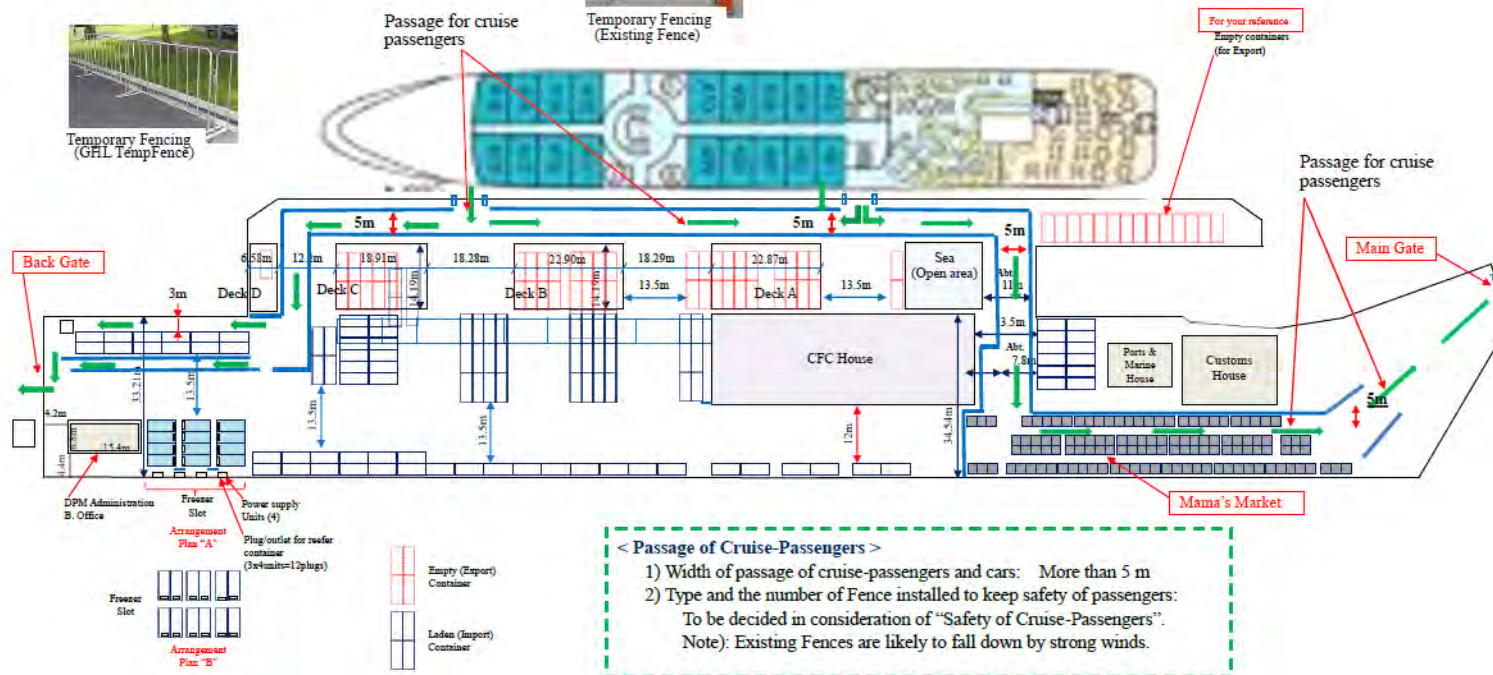 Temporary Fencing
(GHL TempFence)
Passage for cruise
passengers
Temporary Fencing
(Existing Fence)
For your reference
Empty containers
(for Export)
Passage for cruise
passengers
Main Gate
Back Gate
5m
5m
5m
6.58m
18.91m
18.28m
22.90m
18.29m
22.87m
Sea
(Open area)
Abt.
3m
Deck D
Deck C
14.19m
Deck B
14.19m
13.5m
Deck A
13.5m
3.5m
Abt.
7.8m
CFC House
Ports &
Marine
House
Customs
House
33.21m
13.5m
13.5m
13.5m
12m
34.54m
5m
4.2m
15.4m
DPM Administration
B. Office
Freezer
Slot
Power supply
Units (4)
Arrangement
Plan "A"
Plug/outlet for reefer
container
(3x4units=12plugs)
Mama's Market
Freezer
Slot
Arrangement
Plan "B"
Empty (Export)
Container
Laden (Import)
Container
< Passage of Cruise-Passengers >
1) Width of passage of cruise-passengers and cars: More than 5 m
2) Type and the number of Fence installed to keep safety of passengers:
To be decided in consideration of “Safety of Cruise-Passengers”.
Note): Existing Fences are likely to fall down by strong winds.